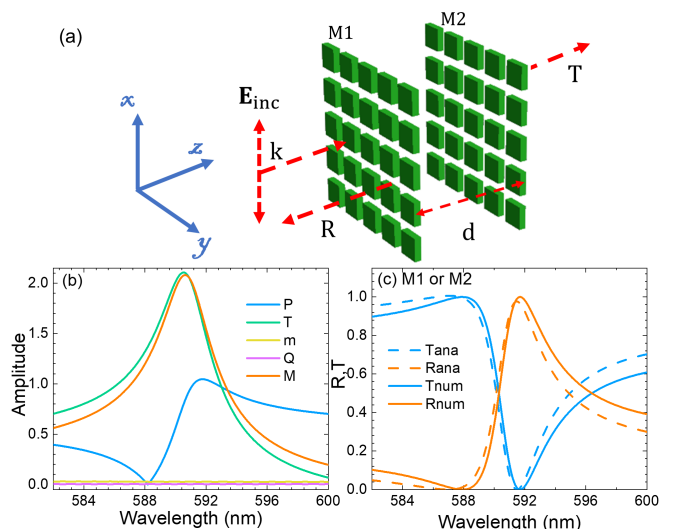 (a)
M1
M2
T
E_inc
k
R
d
x
z
y
(b)
P
T
m
Q
M
Amplitude
2.0
1.5
1.0
0.5
0.0
584
588
592
596
600
Wavelength (nm)
(c) M1 or M2
Tana
Rana
Tnum
Rnum
R, T
1.0
0.8
0.6
0.4
0.2
0.0
584
588
592
596
600
Wavelength (nm)